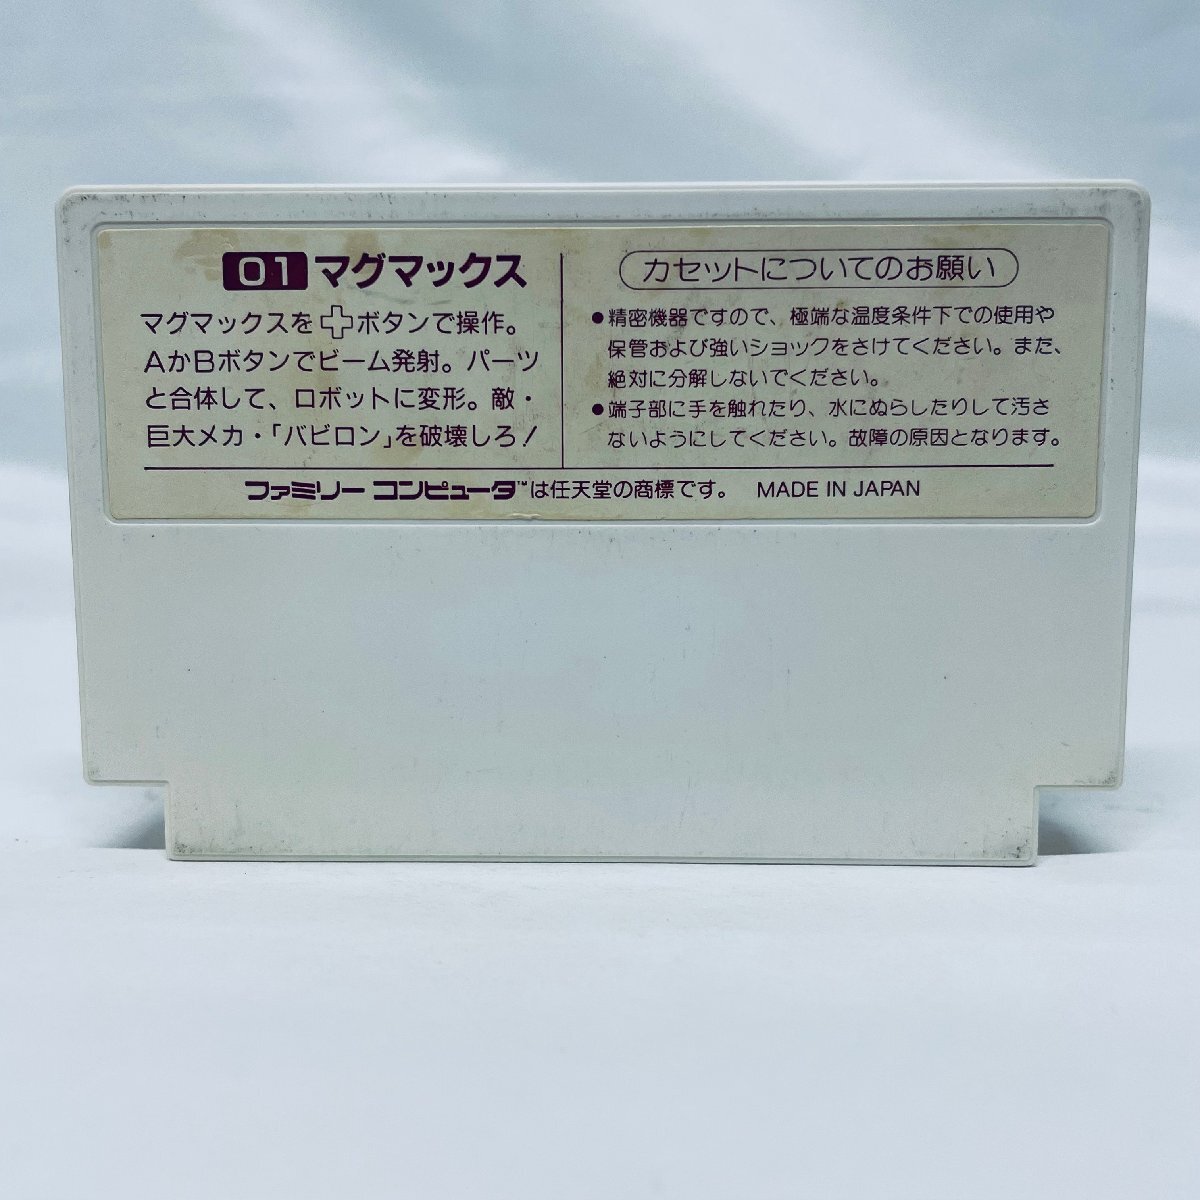 01 マグマックス
マグマックスを✚ボタンで操作。
AかBボタンでビーム発射。パーツ
と合体して、ロボットに変形。敵・
巨大メカ・「バビロン」を破壊しろ!
カセットについてのお願い
●精密機器ですので、極端な温度条件下での使用や
保管および強いショックをさけてください。また、
絶対に分解しないでください。
●端子部に手を触れたり、水にぬらしたりして汚さ
ないようにしてください。故障の原因となります。
ファミリーコンピュータ™は任天堂の商標です。 MADE IN JAPAN